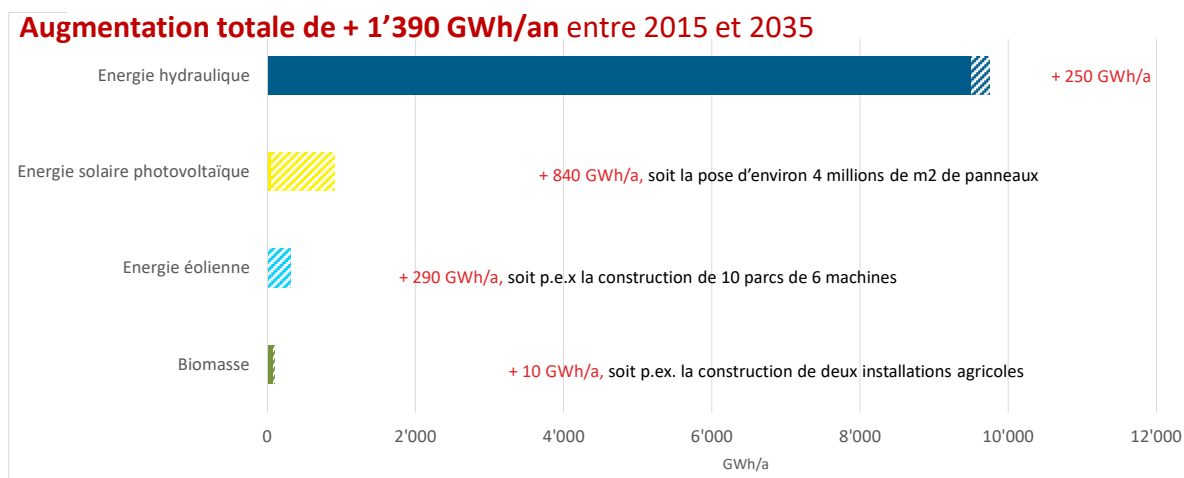 Augmentation totale de + 1’390 GWh/an entre 2015 et 2035
Energie hydraulique
+ 250 GWh/a
Energie solaire photovoltaïque
+ 840 GWh/a, soit la pose d’environ 4 millions de m2 de panneaux
Energie éolienne
+ 290 GWh/a, soit p.e.x la construction de 10 parcs de 6 machines
Biomasse
+ 10 GWh/a, soit p.ex. la construction de deux installations agricoles
0 2'000 4'000 6'000 8'000 10'000 12'000
GWh/a